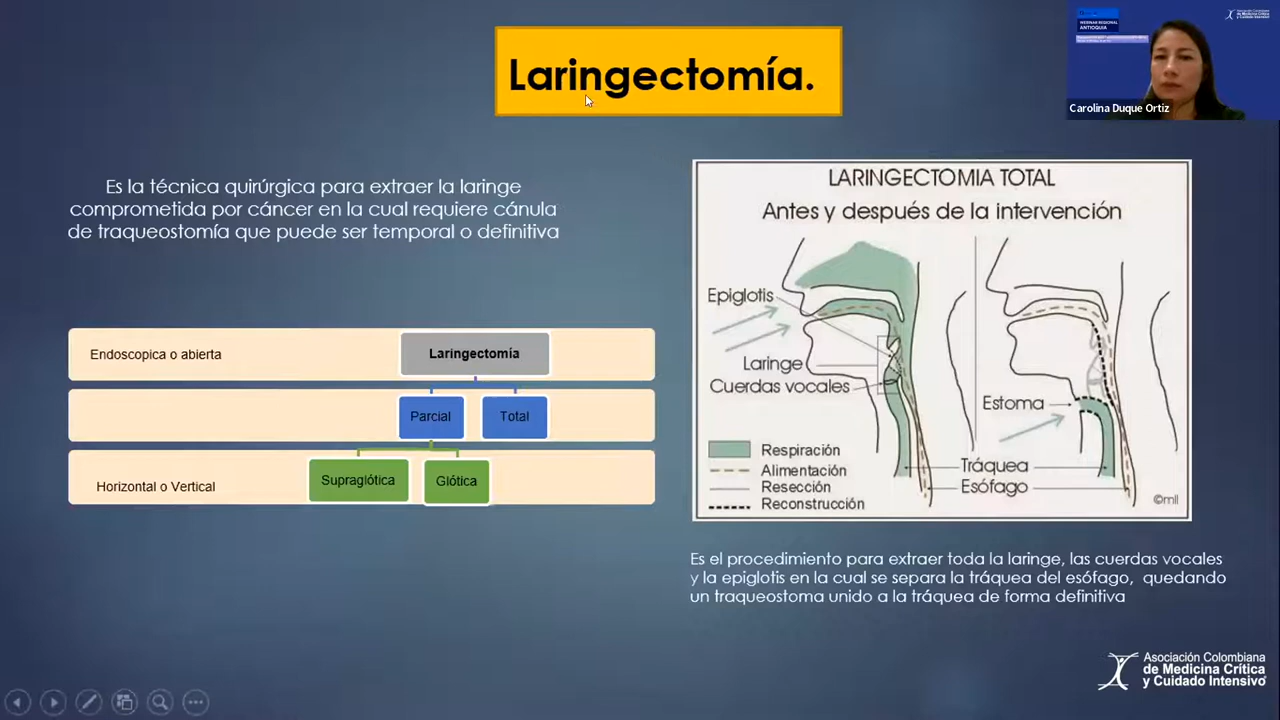 Laringectomía.
WEBINAR REGIONAL
ANTIOQUIA
Carolina Duque Ortiz
Es la técnica quirúrgica para extraer la laringe
comprometida por cáncer en la cual requiere cánula
de traqueostomía que puede ser temporal o definitiva
Endoscopica o abierta
Laringectomía
Parcial
Total
Horizontal o Vertical
Supraglótica
Glótica
LARINGECTOMIA TOTAL
Antes y después de la intervención
Epiglotis
Laringe
Cuerdas vocales
Estoma
Respiración
Alimentación
Resección
Reconstrucción
Tráquea
Esófago
©mll
Es el procedimiento para extraer toda la laringe, las cuerdas vocales
y la epiglotis en la cual se separa la tráquea del esófago, quedando
un traqueostoma unido a la tráquea de forma definitiva
Asociación Colombiana
de Medicina Crítica
y Cuidado Intensivo